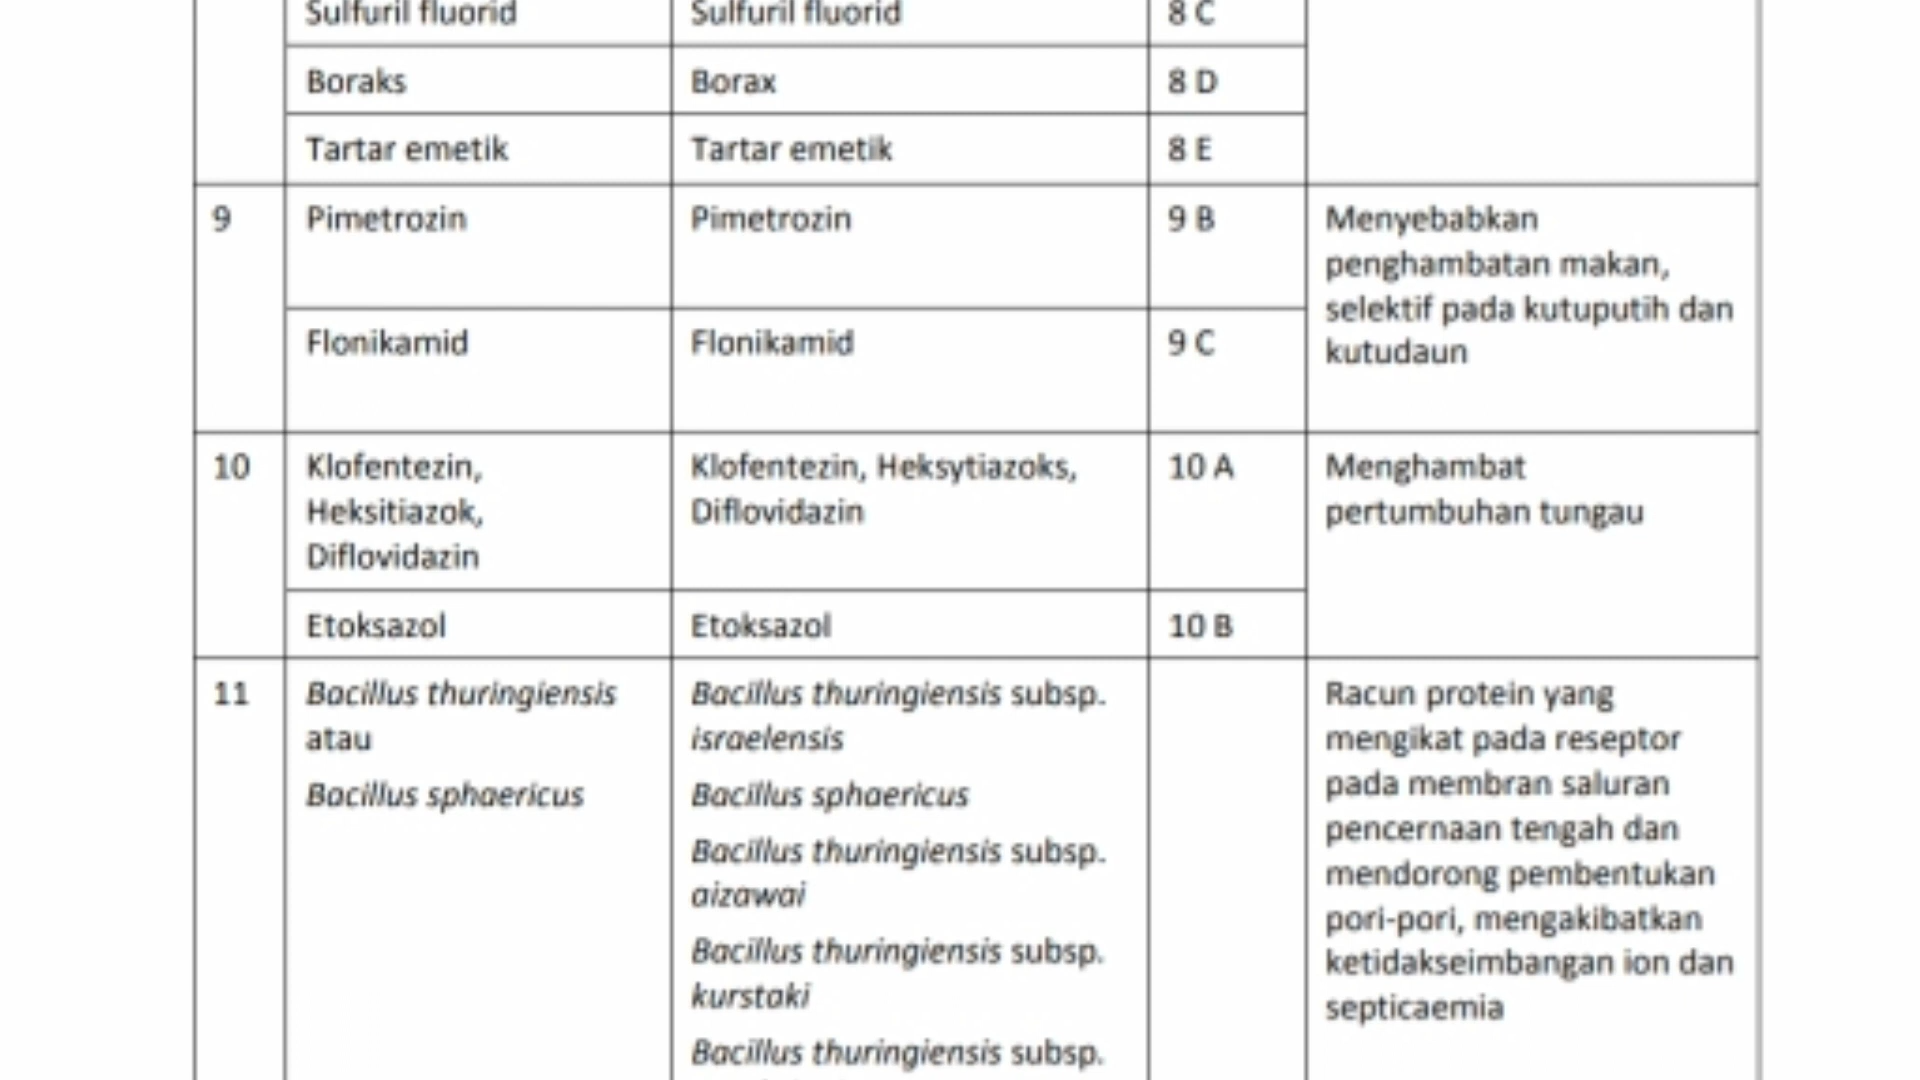 Sulfuril fluorid Sulfuril fluorid 8 C
Boraks Borax 8 D
Tartar emetik Tartar emetik 8 E
9 Pimetrozin Pimetrozin 9 B Menyebabkan
penghambatan makan,
selektif pada kutuputih dan
Flonikamid Flonikamid 9 C
kutudaun
10 Klofentezin, Klofentezin, Heksytiazoks, 10 A Menghambat
Heksitiazok, Diflovidazin pertumbuhan tungau
Diflovidazin
Etoksazol Etoksazol 10 B
11 Bacillus thuringiensis Bacillus thuringiensis subsp. Racun protein yang
atau israelensis mengikat pada reseptor
pada membran saluran
Bacillus sphaericus Bacillus sphaericus
pencernaan tengah dan
Bacillus thuringiensis subsp.
mendorong pembentukan
aizawai
pori-pori, mengakibatkan
Bacillus thuringiensis subsp.
ketidakseimbangan ion dan
kurstaki
septicaemia
Bacillus thuringiensis subsp.